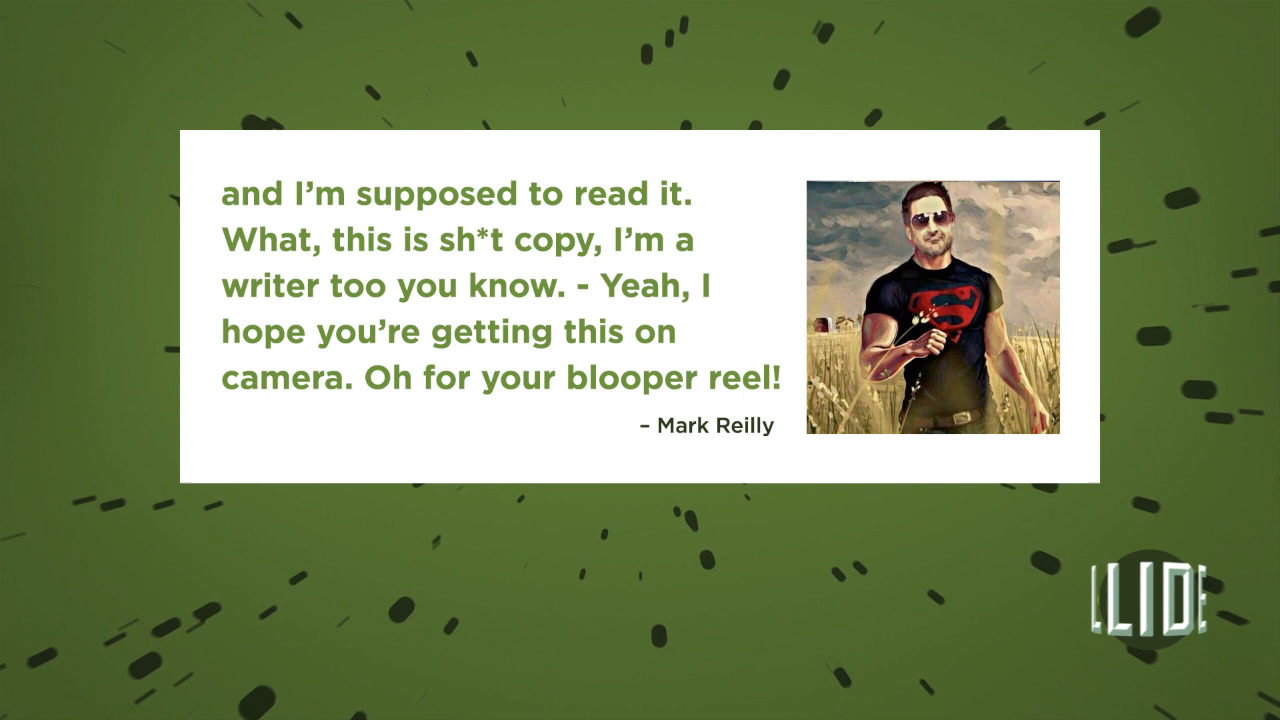 and I’m supposed to read it.
What, this is sh*t copy, I’m a
writer too you know. - Yeah, I
hope you’re getting this on
camera. Oh for your blooper reel!
– Mark Reilly
LLIDE